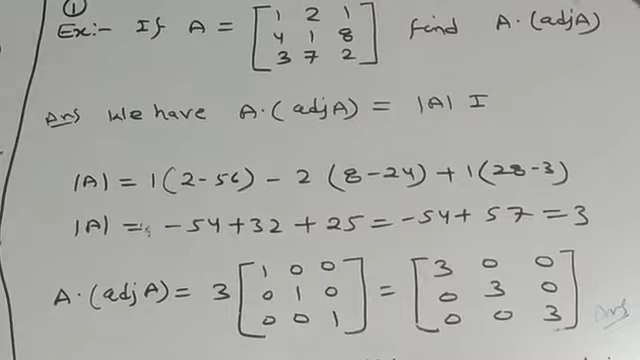 ①
Ex:- If A = [1 2 1
4 1 8
3 7 2] find A.(adjA)
Ans We have A.(adjA) = |A| I
|A| = 1(2-56) - 2 (8-24) + 1(28-3)
|A| = -54+32+25 = -54+57 = 3
A.(adjA) = 3 [1 0 0
0 1 0
0 0 1] = [3 0 0
0 3 0
0 0 3] Ans